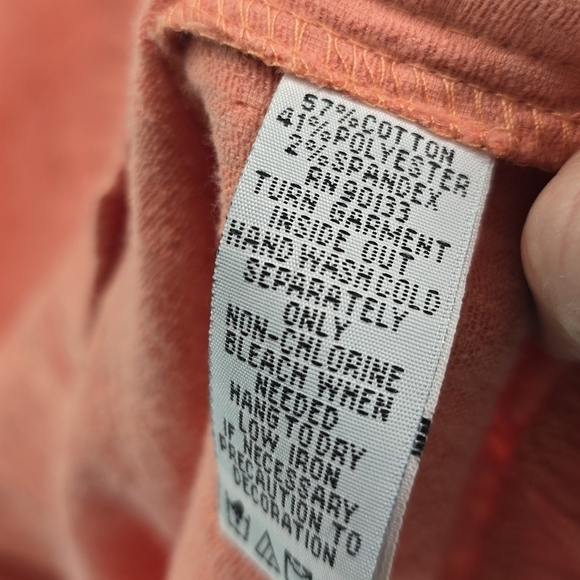 57%COTTON
41%POLYESTER
2%SPANDEX
RN 90133
TURN GARMENT
INSIDE OUT
HAND WASH COLD
SEPARATELY
ONLY
NON-CHLORINE
BLEACH WHEN
NEEDED
HANG TO DRY
LOW IRON
IF NECESSARY
PRECAUTION TO
DECORATION